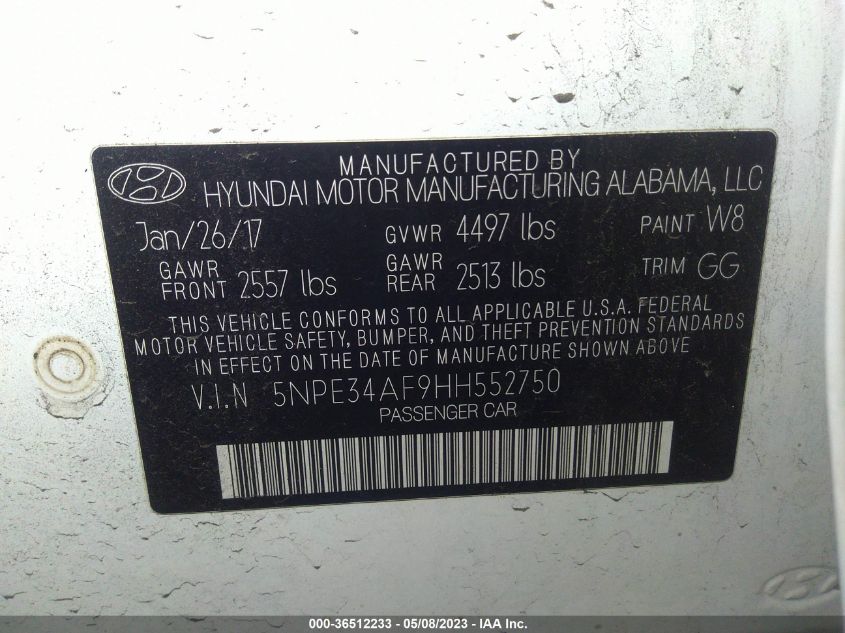 MANUFACTURED BY
HYUNDAI MOTOR MANUFACTURING ALABAMA, LLC
Jan/26/17 GVWR 4497 lbs PAINT W8
GAWR FRONT 2557 lbs GAWR REAR 2513 lbs TRIM GG
THIS VEHICLE CONFORMS TO ALL APPLICABLE U.S.A. FEDERAL
MOTOR VEHICLE SAFETY, BUMPER, AND THEFT PREVENTION STANDARDS
IN EFFECT ON THE DATE OF MANUFACTURE SHOWN ABOVE
V.I.N 5NPE34AF9HH552750
PASSENGER CAR
000-36512233 - 05/08/2023 - IAA Inc.